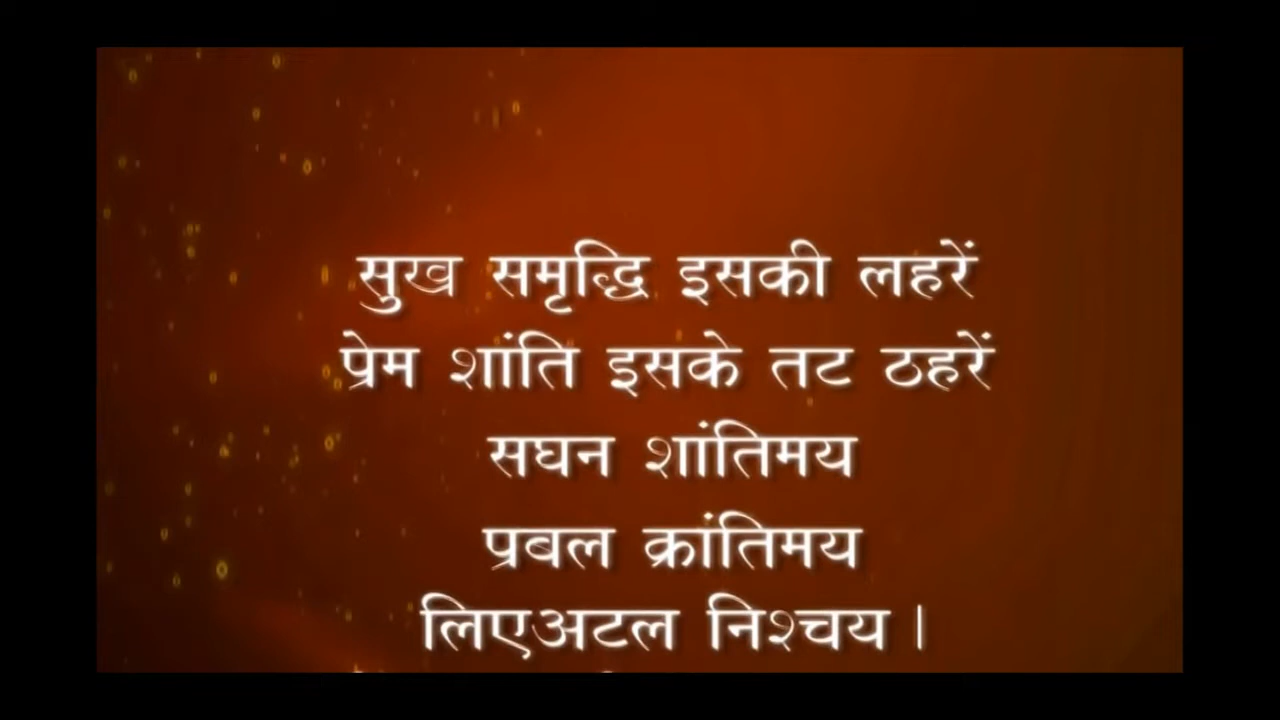 सुख समृद्धि इसकी लहरें
प्रेम शांति इसके तट ठहरें
सघन शांतिमय
प्रबल क्रांतिमय
लिएअटल निश्चय ।